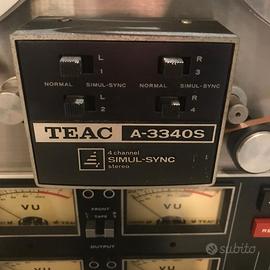 L R
1 3
NORMAL SIMUL-SYNC NORMAL SIMUL-SYNC
L R
2 4
TEAC A-3340S
4 channel
SIMUL-SYNC
stereo
FRONT
TAPE
VU VU
OUTPUT
subito